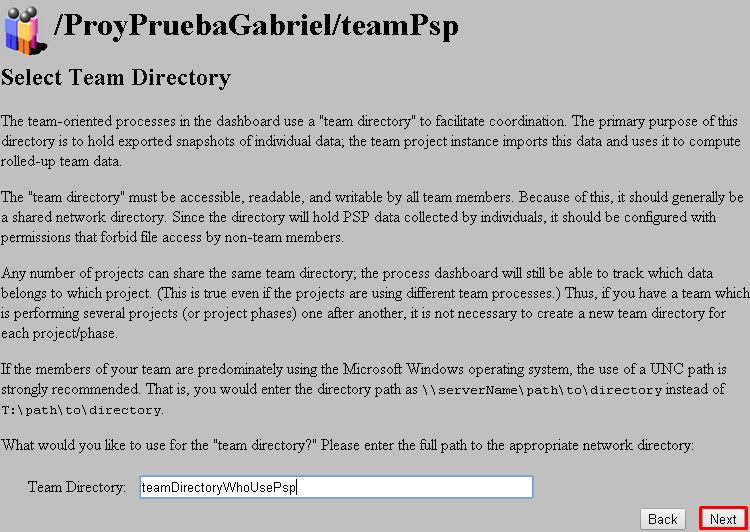 /ProyPruebaGabriel/teamPsp
Select Team Directory
The team-oriented processes in the dashboard use a "team directory" to facilitate coordination. The primary purpose of this
directory is to hold exported snapshots of individual data; the team project instance imports this data and uses it to compute
rolled-up team data.
The "team directory" must be accessible, readable, and writable by all team members. Because of this, it should generally be
a shared network directory. Since the directory will hold PSP data collected by individuals, it should be configured with
permissions that forbid file access by non-team members.
Any number of projects can share the same team directory; the process dashboard will still be able to track which data
belongs to which project. (This is true even if the projects are using different team processes.) Thus, if you have a team which
is performing several projects (or project phases) one after another, it is not necessary to create a new team directory for
each project/phase.
If the members of your team are predominately using the Microsoft Windows operating system, the use of a UNC path is
strongly recommended. That is, you would enter the directory path as \\serverName\path\to\directory instead of
T:\path\to\directory.
What would you like to use for the "team directory?" Please enter the full path to the appropriate network directory:
Team Directory: teamDirectoryWhoUsePsp
Back Next